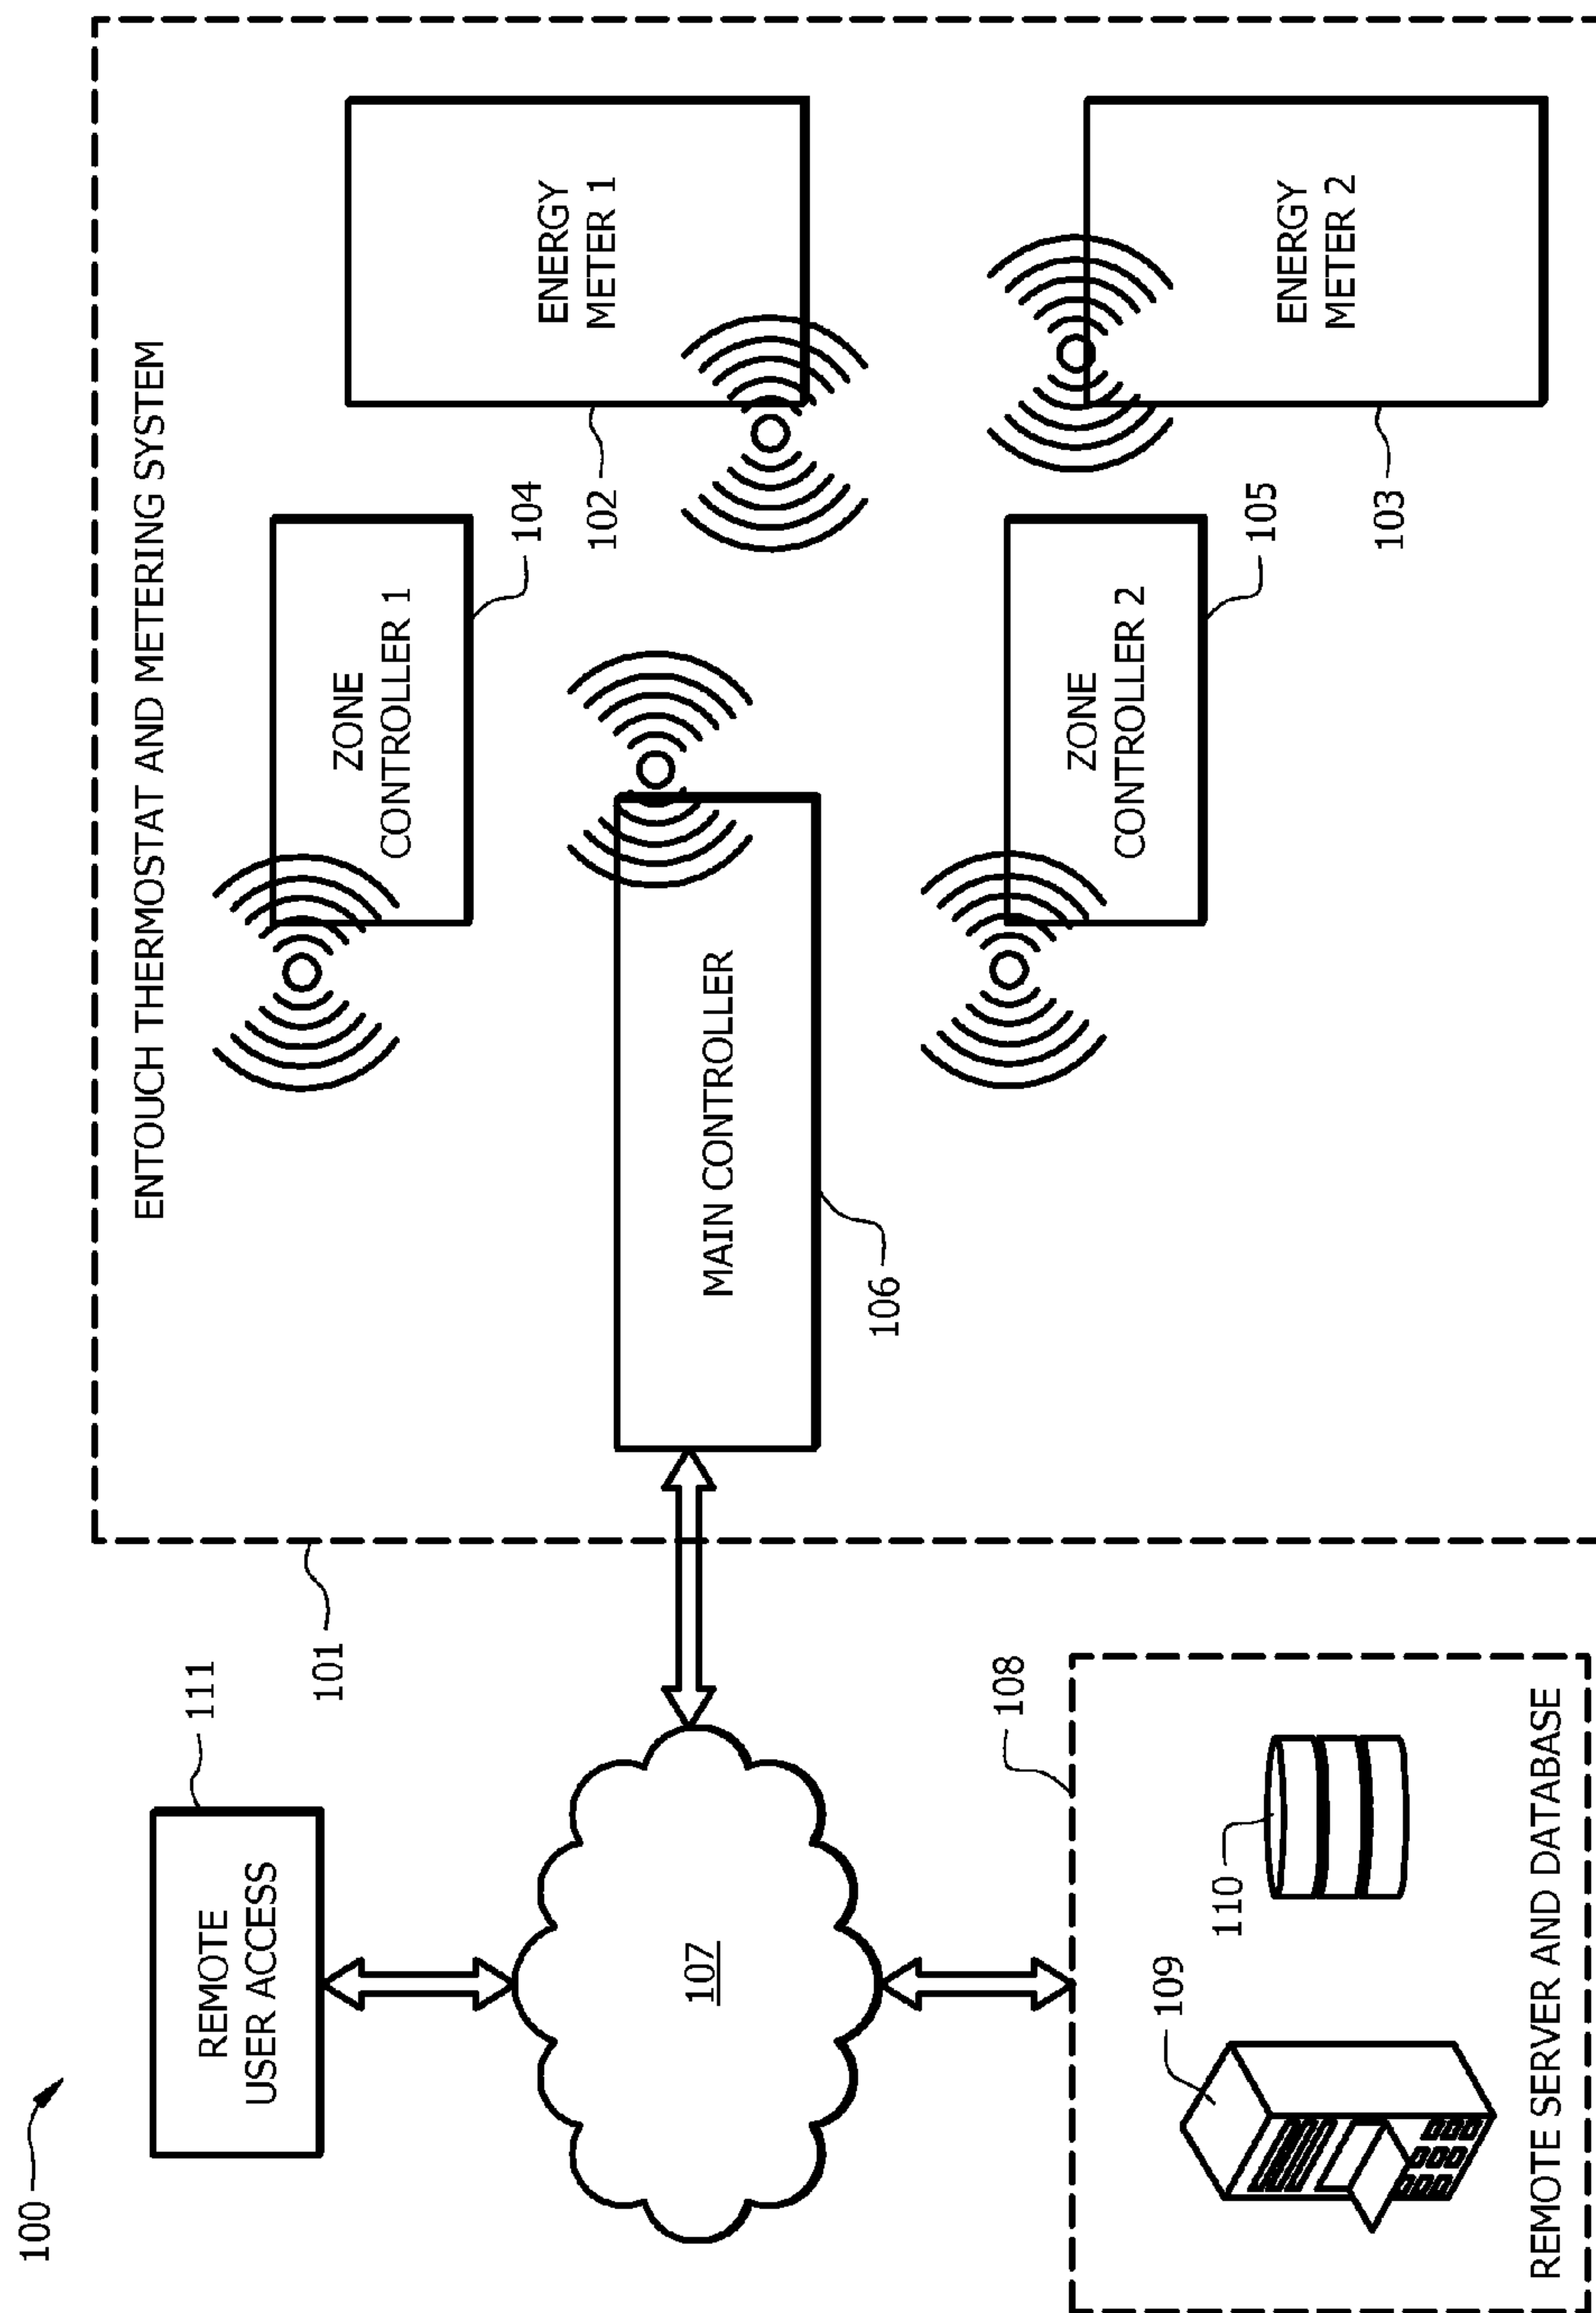 100
REMOTE
USER ACCESS
111
101
ENTOUCH THERMOSTAT AND METERING SYSTEM
ZONE
CONTROLLER 1
104
ENERGY
METER 1
102
MAIN CONTROLLER
106
107
ZONE
CONTROLLER 2
105
ENERGY
METER 2
103
108
109
110
REMOTE SERVER AND DATABASE